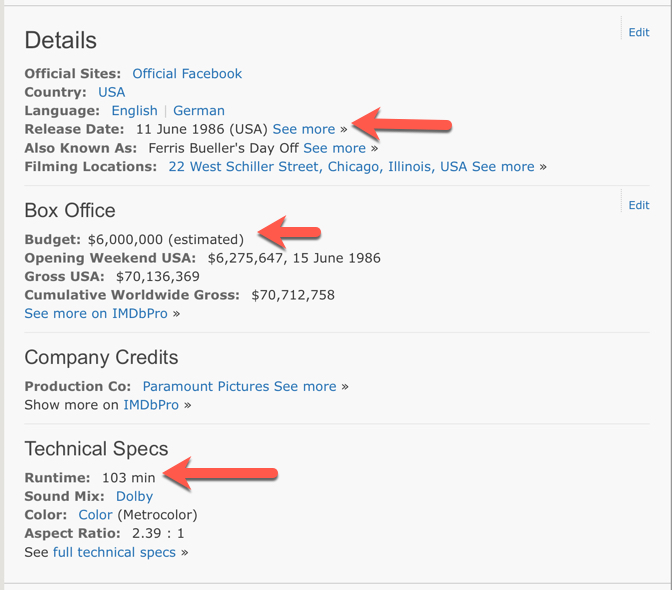 Details
Edit
Official Sites: Official Facebook
Country: USA
Language: English | German
Release Date: 11 June 1986 (USA) See more »
Also Known As: Ferris Bueller's Day Off See more »
Filming Locations: 22 West Schiller Street, Chicago, Illinois, USA See more »
Box Office
Edit
Budget: $6,000,000 (estimated)
Opening Weekend USA: $6,275,647, 15 June 1986
Gross USA: $70,136,369
Cumulative Worldwide Gross: $70,712,758
See more on IMDbPro »
Company Credits
Production Co: Paramount Pictures See more »
Show more on IMDbPro »
Technical Specs
Runtime: 103 min
Sound Mix: Dolby
Color: Color (Metrocolor)
Aspect Ratio: 2.39 : 1
See full technical specs »